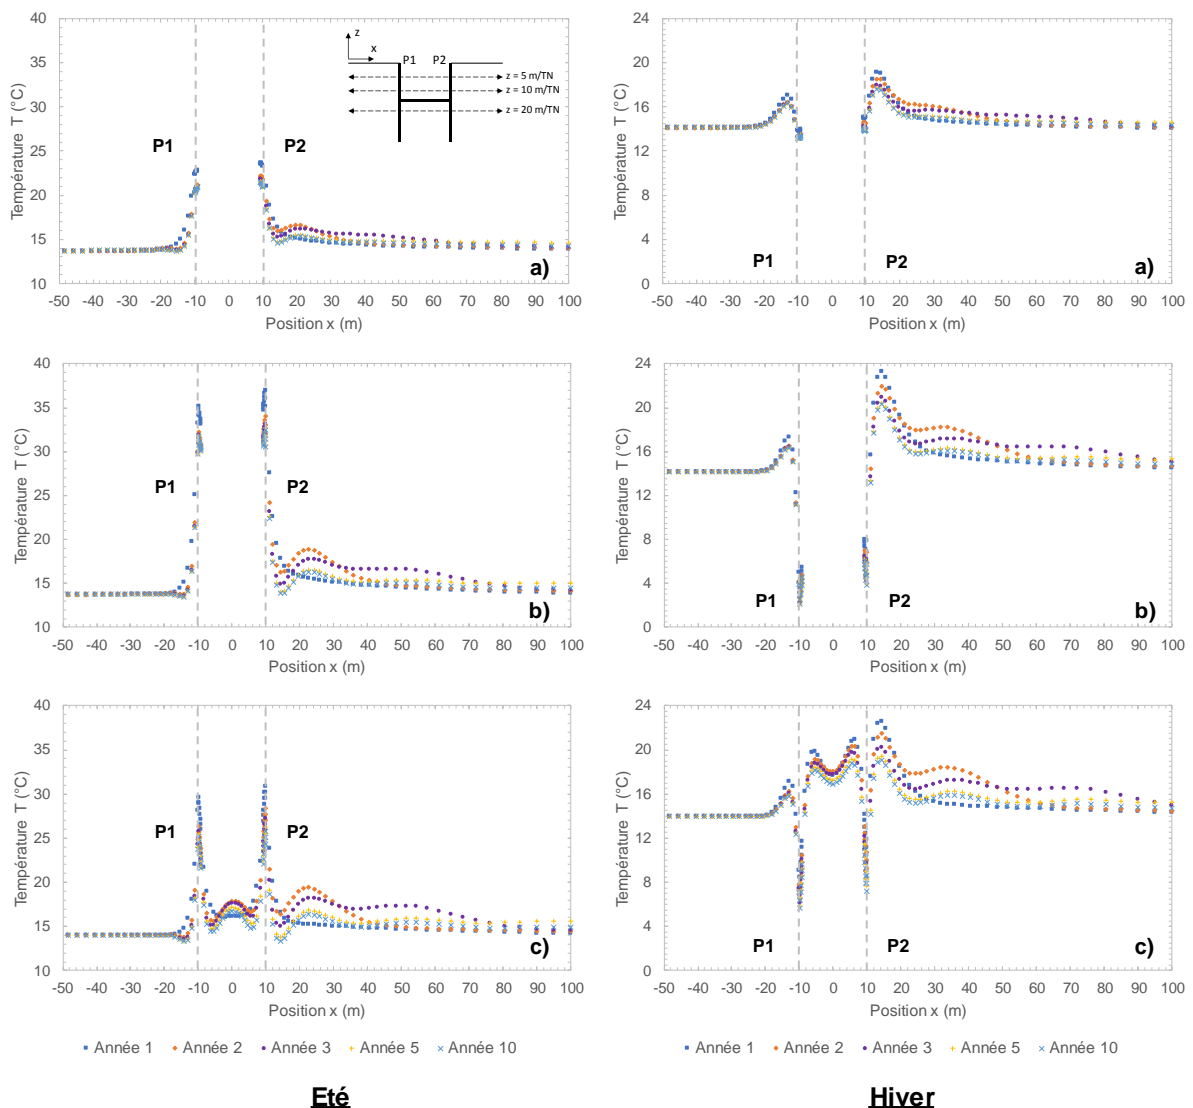 Température T (°C)
40
35
30
25
20
15
10
-50 -40 -30 -20 -10 0 10 20 30 40 50 60 70 80 90 100
Position x (m)
P1
P2
a)
z
x
P1
P2
z = 5 m/TN
z = 10 m/TN
z = 20 m/TN
Température T (°C)
24
20
16
12
8
4
0
-50 -40 -30 -20 -10 0 10 20 30 40 50 60 70 80 90 100
Position x (m)
P1
P2
a)
Température T (°C)
40
35
30
25
20
15
10
-50 -40 -30 -20 -10 0 10 20 30 40 50 60 70 80 90 100
Position x (m)
P1
P2
b)
Température T (°C)
24
20
16
12
8
4
0
-50 -40 -30 -20 -10 0 10 20 30 40 50 60 70 80 90 100
Position x (m)
P1
P2
b)
Température T (°C)
40
35
30
25
20
15
10
-50 -40 -30 -20 -10 0 10 20 30 40 50 60 70 80 90 100
Position x (m)
P1
P2
c)
Température T (°C)
24
20
16
12
8
4
0
-50 -40 -30 -20 -10 0 10 20 30 40 50 60 70 80 90 100
Position x (m)
P1
P2
c)
Année 1 Année 2 Année 3 Année 5 Année 10
Année 1 Année 2 Année 3 Année 5 Année 10
Eté
Hiver